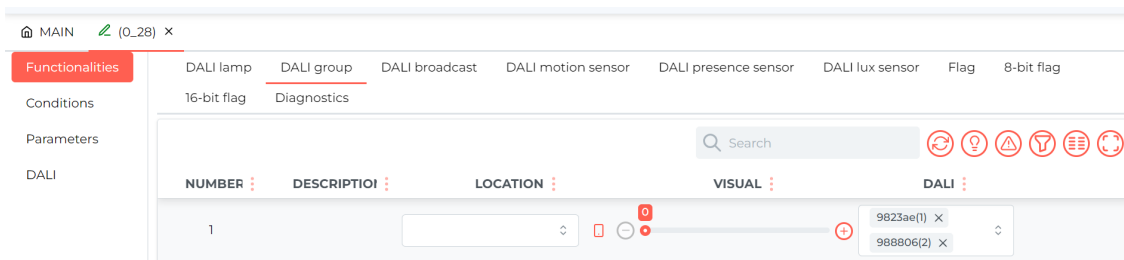 MAIN (0_28) ×
Functionalities DALI lamp DALI group DALI broadcast DALI motion sensor DALI presence sensor DALI lux sensor Flag 8-bit flag
Conditions 16-bit flag Diagnostics
Parameters Search
DALI NUMBER DESCRIPTIO LOCATION VISUAL DALI
1 0 9823ae(1) ×
988806(2) ×